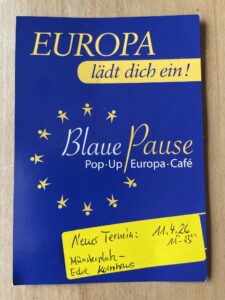 EUROPA
lädt dich ein!
Blaue Pause
Pop-Up Europa-Café
Neuer Termin: 11.4.26
Münsterplatz -
Ecke